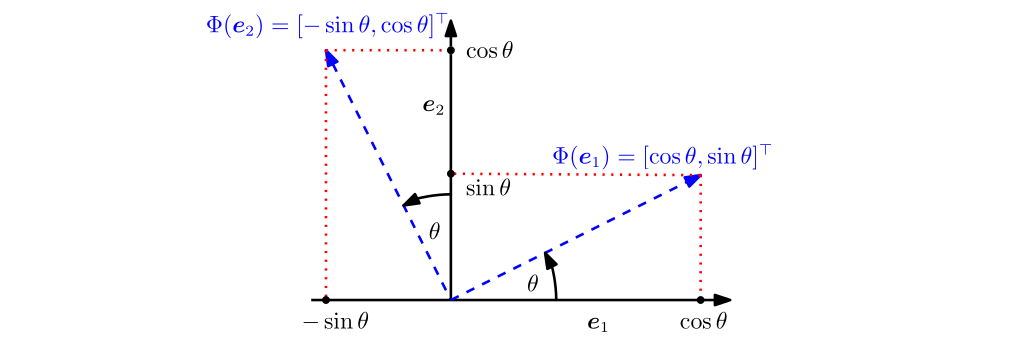 Φ(e₂) = [− sin θ, cos θ]⊤
cos θ
e₂
Φ(e₁) = [cos θ, sin θ]⊤
sin θ
θ
θ
− sin θ
e₁
cos θ